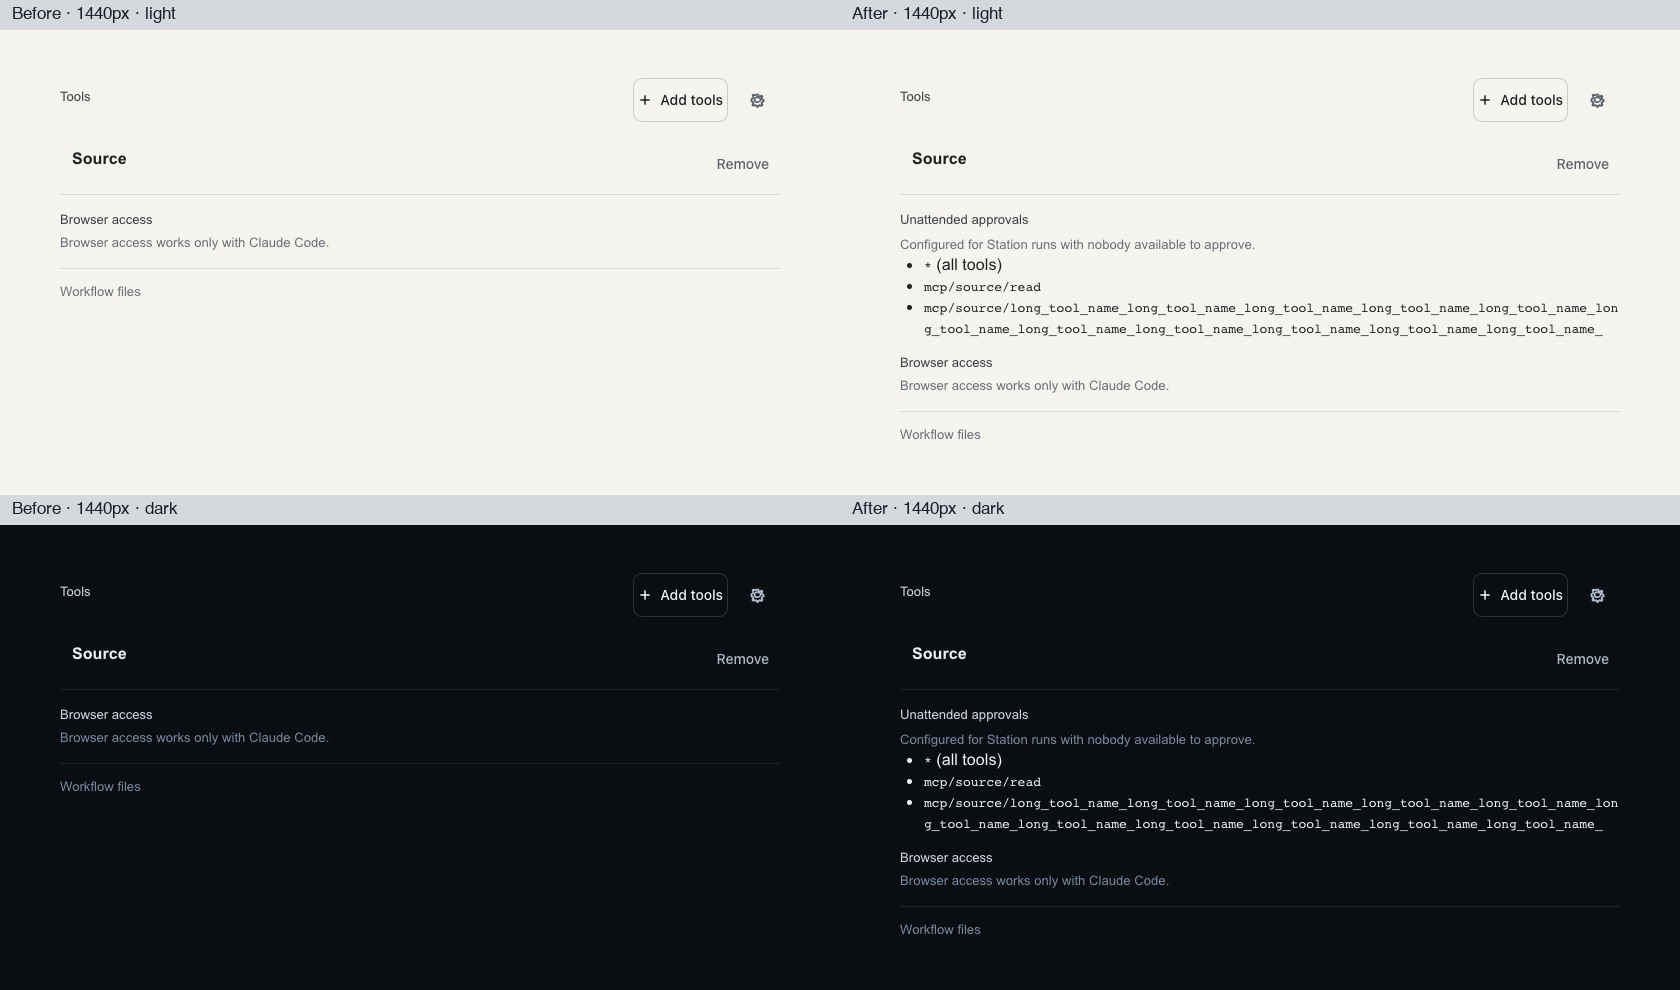 Before · 1440px · light
Tools
+ Add tools
Source
Remove
Browser access
Browser access works only with Claude Code.
Workflow files
After · 1440px · light
Tools
+ Add tools
Source
Remove
Unattended approvals
Configured for Station runs with nobody available to approve.
• * (all tools)
• mcp/source/read
• mcp/source/long_tool_name_long_tool_name_long_tool_name_long_tool_name_long_tool_name_lon
g_tool_name_long_tool_name_long_tool_name_long_tool_name_long_tool_name_long_tool_name_
Browser access
Browser access works only with Claude Code.
Workflow files
Before · 1440px · dark
Tools
+ Add tools
Source
Remove
Browser access
Browser access works only with Claude Code.
Workflow files
After · 1440px · dark
Tools
+ Add tools
Source
Remove
Unattended approvals
Configured for Station runs with nobody available to approve.
• * (all tools)
• mcp/source/read
• mcp/source/long_tool_name_long_tool_name_long_tool_name_long_tool_name_long_tool_name_lon
g_tool_name_long_tool_name_long_tool_name_long_tool_name_long_tool_name_long_tool_name_
Browser access
Browser access works only with Claude Code.
Workflow files